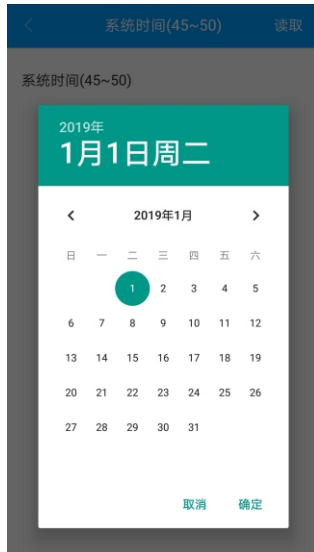 系统时间(45~50) 读取
系统时间(45~50)
2019年
1月1日周二
2019年1月
日 一 二 三 四 五 六
1 2 3 4 5
6 7 8 9 10 11 12
13 14 15 16 17 18 19
20 21 22 23 24 25 26
27 28 29 30 31
取消 确定